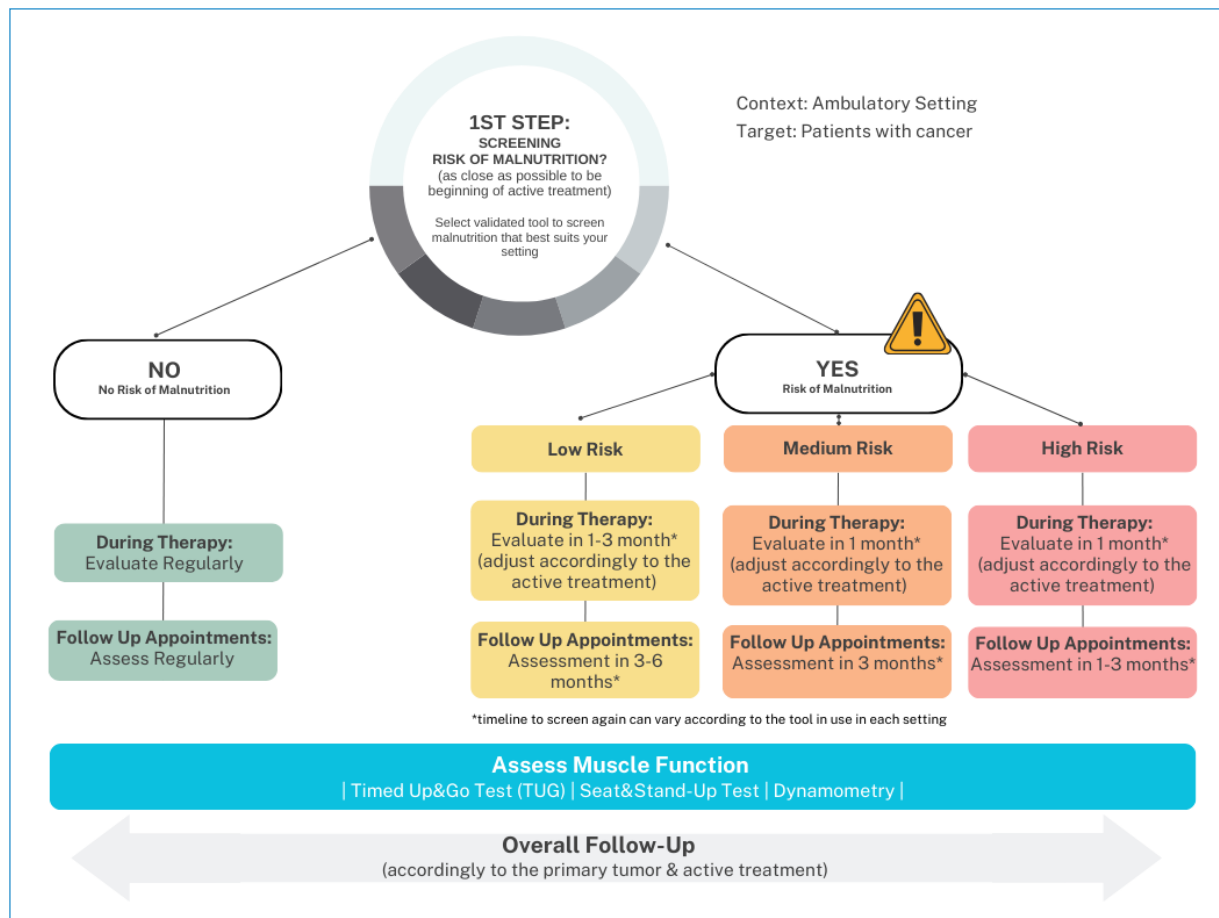 1ST STEP:
SCREENING
RISK OF MALNUTRITION?
(as close as possible to be
beginning of active treatment)
Select validated tool to screen
malnutrition that best suits your
setting
Context: Ambulatory Setting
Target: Patients with cancer
NO
No Risk of Malnutrition
YES
Risk of Malnutrition
During Therapy:
Evaluate Regularly
Follow Up Appointments:
Assess Regularly
Low Risk
During Therapy:
Evaluate in 1-3 month*
(adjust accordingly to the
active treatment)
Follow Up Appointments:
Assessment in 3-6
months*
Medium Risk
During Therapy:
Evaluate in 1 month*
(adjust accordingly to the
active treatment)
Follow Up Appointments:
Assessment in 3 months*
High Risk
During Therapy:
Evaluate in 1 month*
(adjust accordingly to the
active treatment)
Follow Up Appointments:
Assessment in 1-3 months*
*timeline to screen again can vary according to the tool in use in each setting
Assess Muscle Function
| Timed Up&Go Test (TUG) | Seat&Stand-Up Test | Dynamometry |
Overall Follow-Up
(accordingly to the primary tumor & active treatment)